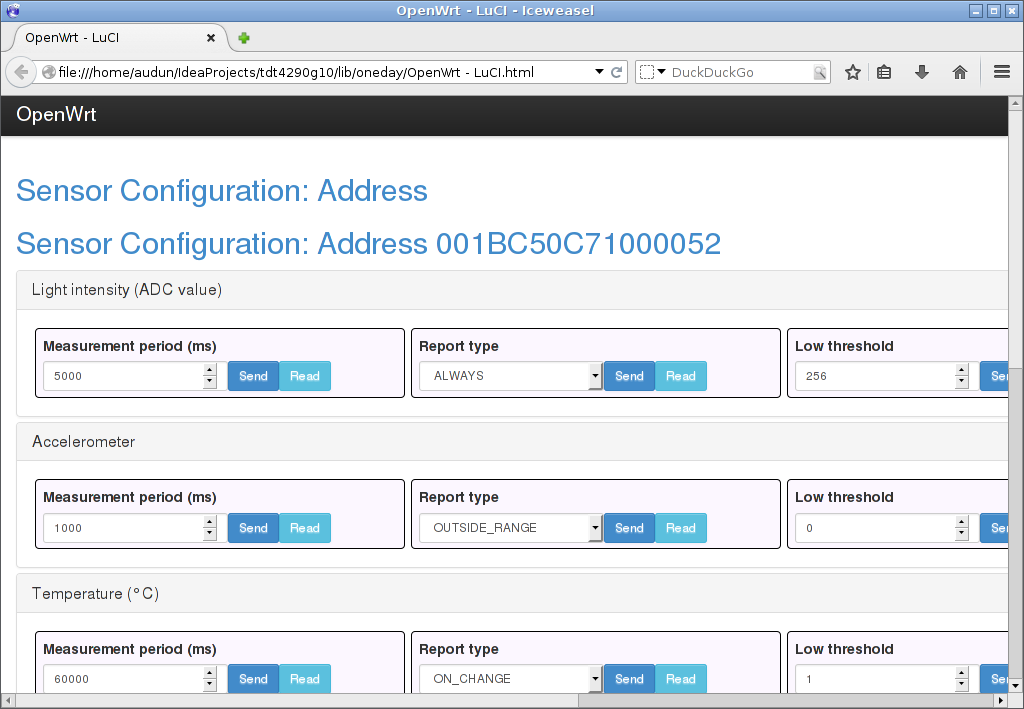 OpenWrt - LuCI - Iceweasel
OpenWrt - LuCI
file:///home/audun/IdeaProjects/tdt4290g10/lib/oneday/OpenWrt - LuCI.html
DuckDuckGo
OpenWrt
Sensor Configuration: Address
Sensor Configuration: Address 001BC50C71000052
Light intensity (ADC value)
Measurement period (ms) Report type Low threshold
5000 Send Read ALWAYS Send Read 256 Se
Accelerometer
Measurement period (ms) Report type Low threshold
1000 Send Read OUTSIDE_RANGE Send Read 0 Se
Temperature (°C)
Measurement period (ms) Report type Low threshold
60000 Send Read ON_CHANGE Send Read 1 Se